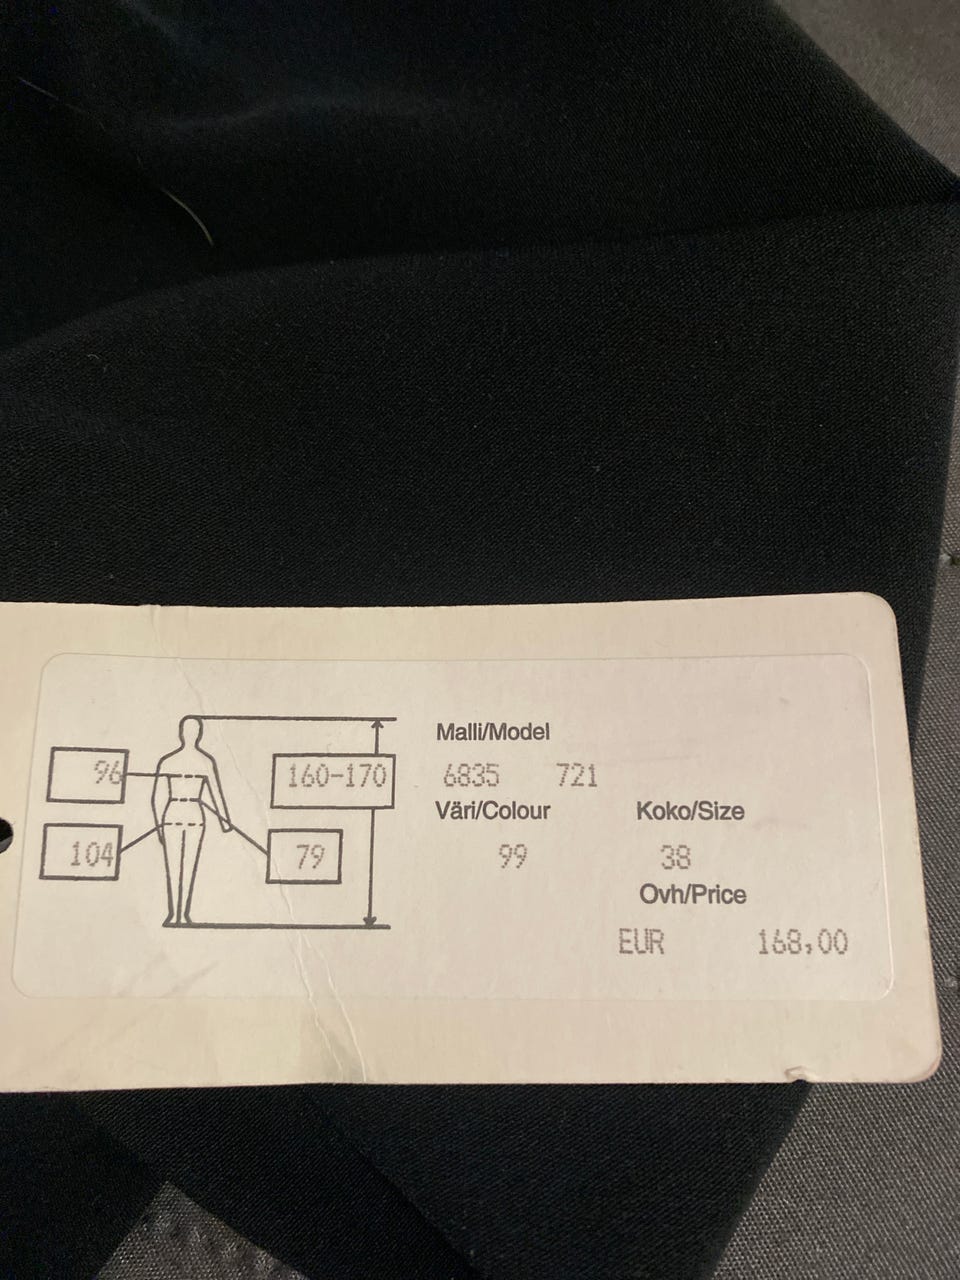 96
160-170
104
79
Malli/Model
6835 721
Väri/Colour Koko/Size
99 38
Ovh/Price
EUR 168,00